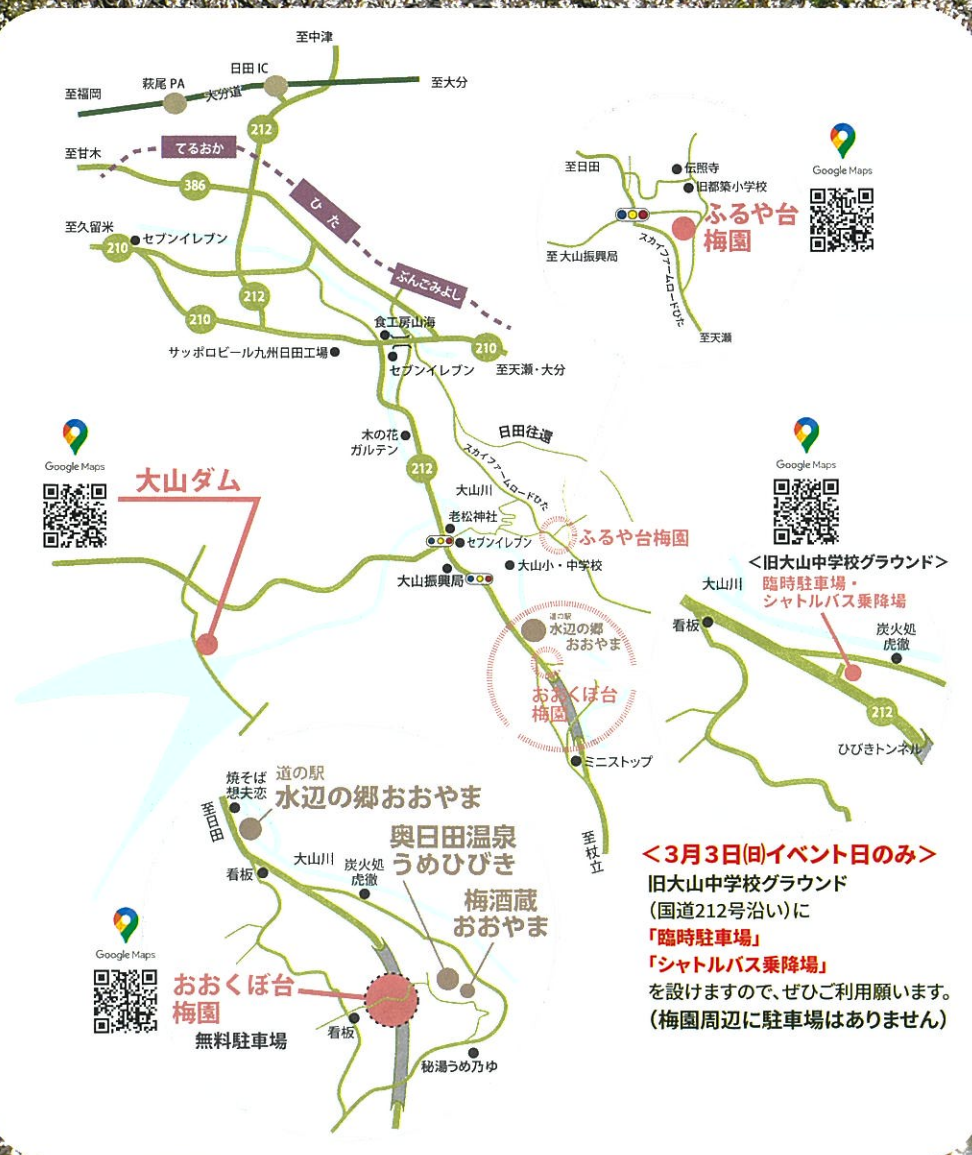 至中津
日田 IC
萩尾 PA
大分道
至大分
至福岡
212
至甘木
てるおか
386
ひた
至久留米
210
セブンイレブン
ぶんごみよし
212
210
食工房山海
サッポロビール九州日田工場
セブンイレブン
210
至天瀬・大分
至日田
伝照寺
旧都築小学校
ふるや台
梅園
至大山振興局
スカイファームロードひた
至天瀬
Google Maps
木の花
ガルテン
日田往還
212
スカイファームロードひた
大山川
老松神社
セブンイレブン
ふるや台梅園
大山小・中学校
大山振興局
Google Maps
大山ダム
道の駅
水辺の郷
おおやま
おおくぼ台
梅園
ミニストップ
至杖立
Google Maps
＜旧大山中学校グラウンド＞
大山川
臨時駐車場・
シャトルバス乗降場
看板
炭火処
虎徹
212
ひびきトンネル
焼そば
想夫恋
道の駅
水辺の郷おおやま
至日田
奥日田温泉
うめひびき
大山川
炭火処
虎徹
看板
梅酒蔵
おおやま
Google Maps
おおくぼ台
梅園
無料駐車場
看板
秘湯うめ乃ゆ
＜3月3日(日)イベント日のみ＞
旧大山中学校グラウンド
（国道212号沿い）に
「臨時駐車場」
「シャトルバス乗降場」
を設けますので、ぜひご利用願います。
（梅園周辺に駐車場はありません）